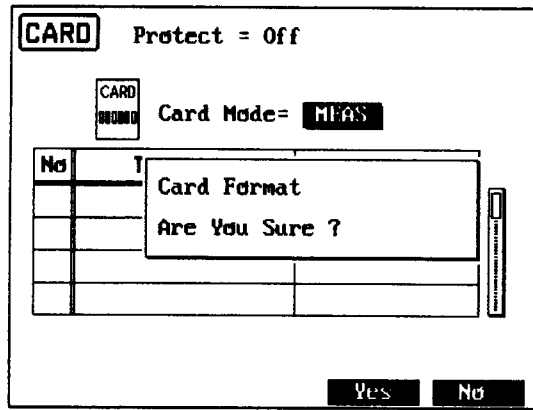 CARD Protect = Off
CARD
Card Mode= MEAS
No T
Card Format
Are You Sure ?
Yes No